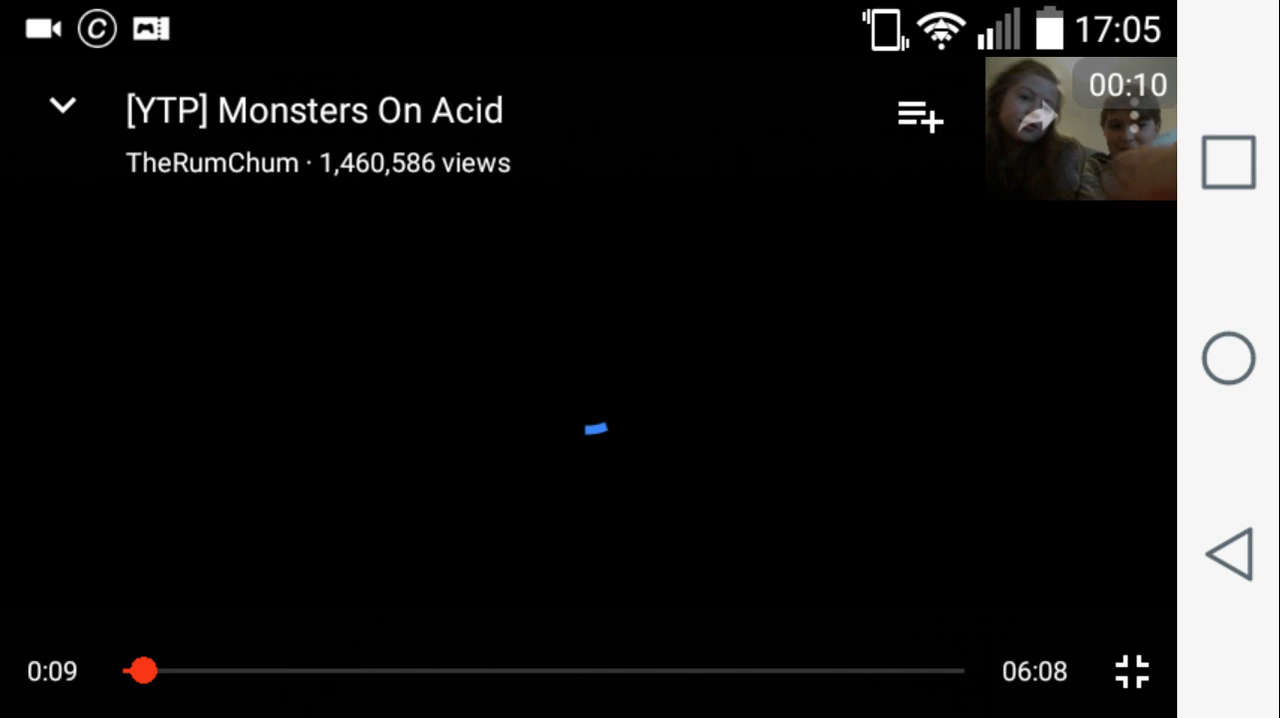 17:05
[YTP] Monsters On Acid
00:10
TheRumChum · 1,460,586 views
0:09
06:08